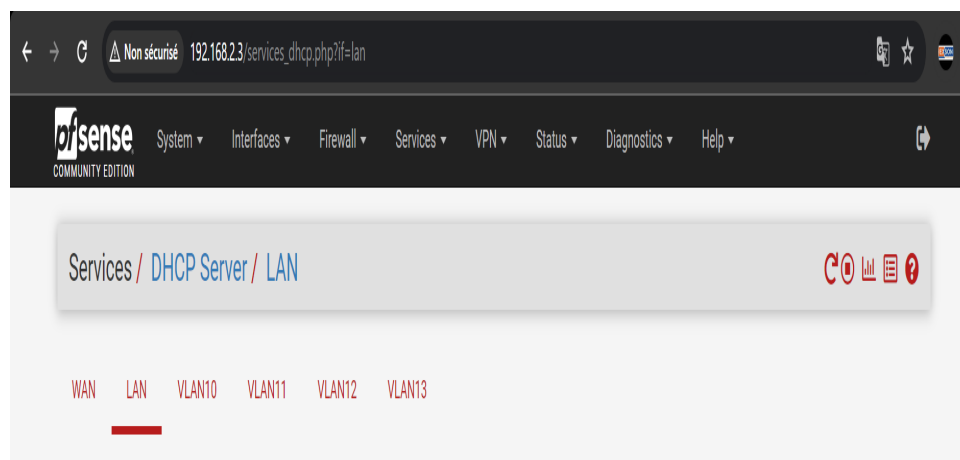 Non sécurisé 192.168.2.3/services_dhcp.php?if=lan
pfsense System Interfaces Firewall Services VPN Status Diagnostics Help
COMMUNITY EDITION
Services / DHCP Server / LAN
WAN LAN VLAN10 VLAN11 VLAN12 VLAN13